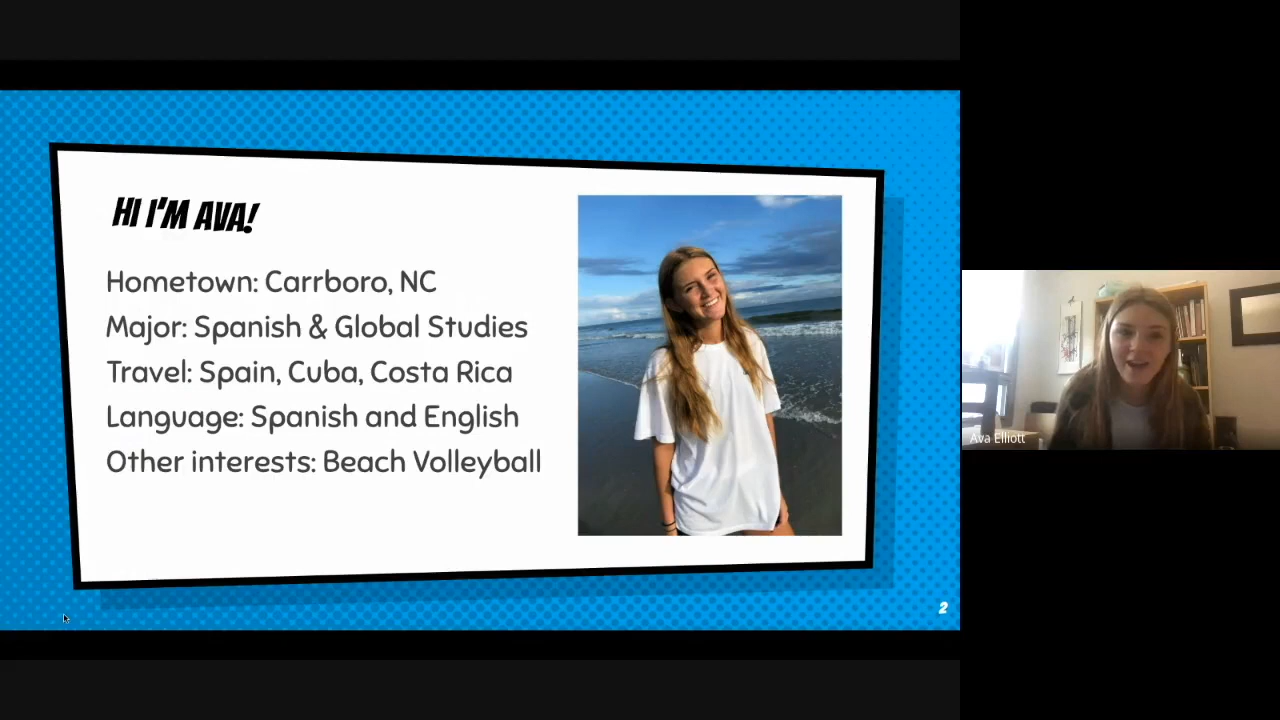 HI I'M AVA!
Hometown: Carrboro, NC
Major: Spanish & Global Studies
Travel: Spain, Cuba, Costa Rica
Language: Spanish and English
Other interests: Beach Volleyball
2
Ava Elliott